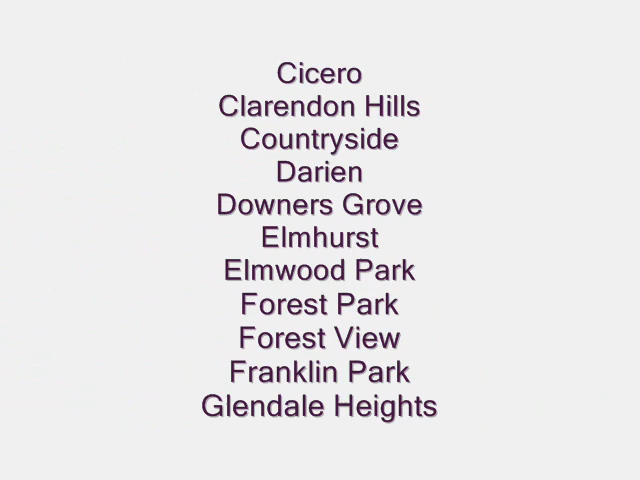 Cicero
Clarendon Hills
Countryside
Darien
Downers Grove
Elmhurst
Elmwood Park
Forest Park
Forest View
Franklin Park
Glendale Heights